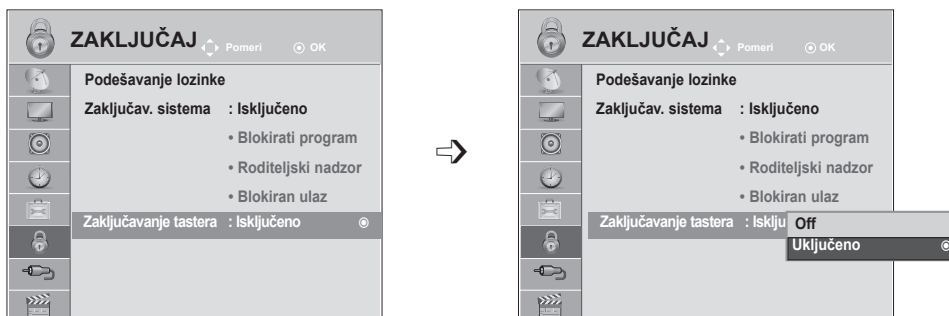 ZAKLJUČAJ Pomeri OK
Podešavanje lozinke
Zaključav. sistema : Isključeno
• Blokirati program
• Roditeljski nadzor
• Blokiran ulaz
Zaključavanje tastera : Isključeno
ZAKLJUČAJ Pomeri OK
Podešavanje lozinke
Zaključav. sistema : Isključeno
• Blokirati program
• Roditeljski nadzor
• Blokiran ulaz
Zaključavanje tastera : Isklju
Off
Uključeno